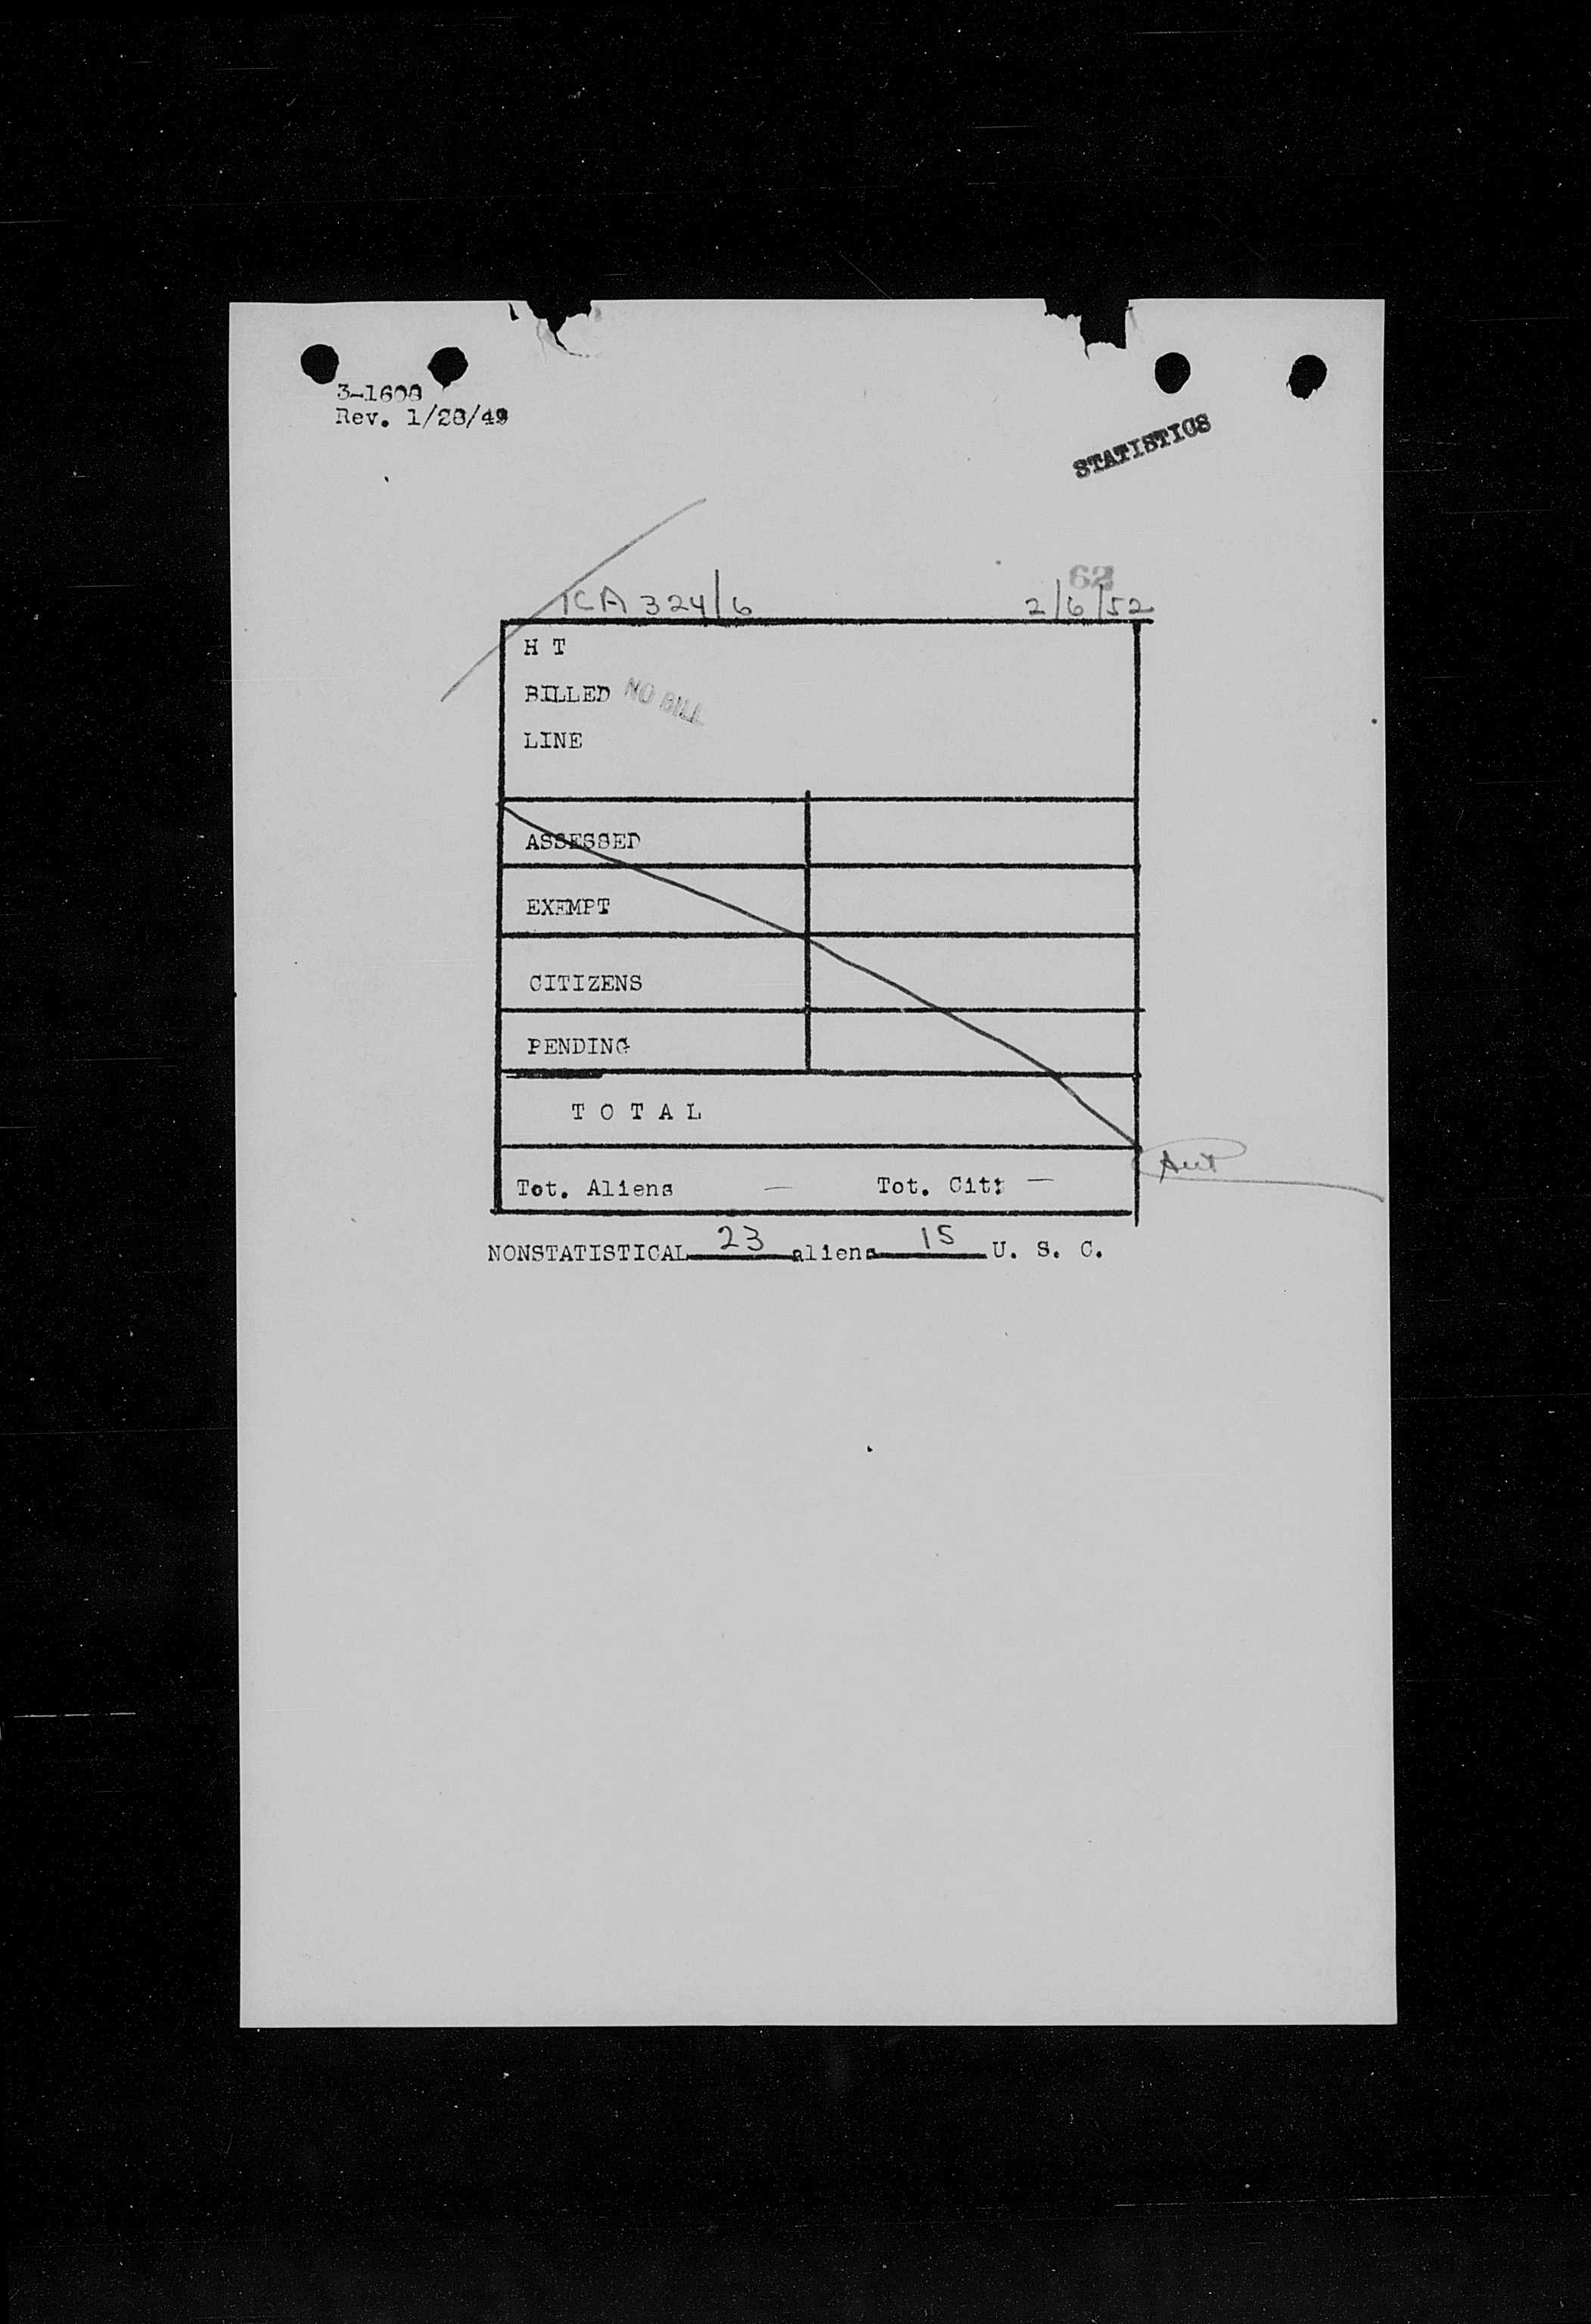 3-1608
Rev. 1/28/49
STATISTICS
62
KCA 324/6 2/6/52
H T
BILLED NO BILL
LINE
ASSESSED
EXEMPT
CITIZENS
PENDING
T O T A L
Tot. Aliens — Tot. Cit: —
NONSTATISTICAL 23 aliens 15 U. S. C.